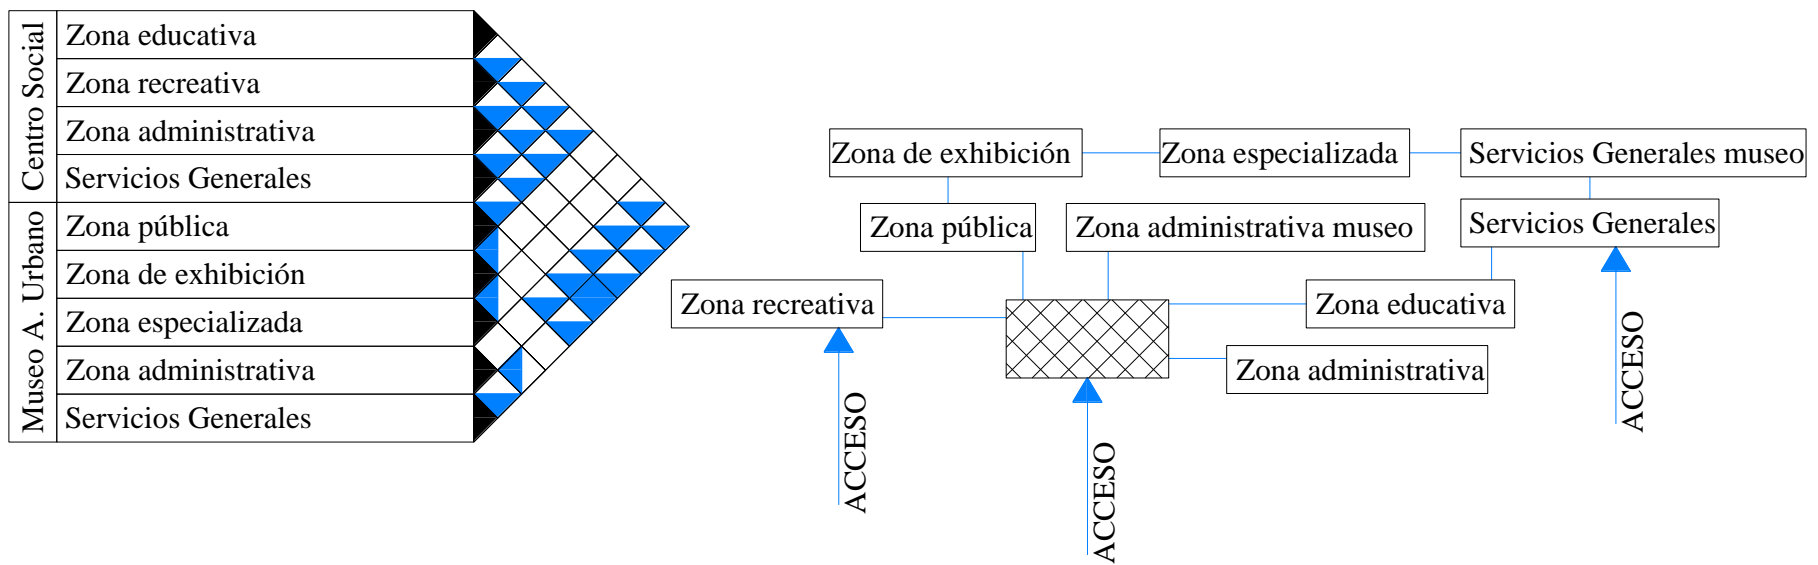 Centro Social
Zona educativa
Zona recreativa
Zona administrativa
Servicios Generales
Museo A. Urbano
Zona pública
Zona de exhibición
Zona especializada
Zona administrativa
Servicios Generales
Zona de exhibición
Zona especializada
Servicios Generales museo
Zona pública
Zona administrativa museo
Servicios Generales
Zona recreativa
Zona educativa
Zona administrativa
ACCESO
ACCESO
ACCESO